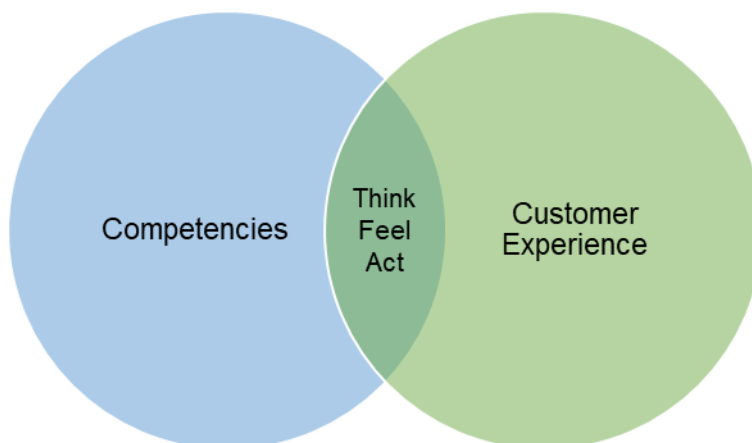 Competencies
Think
Feel
Act
Customer
Experience